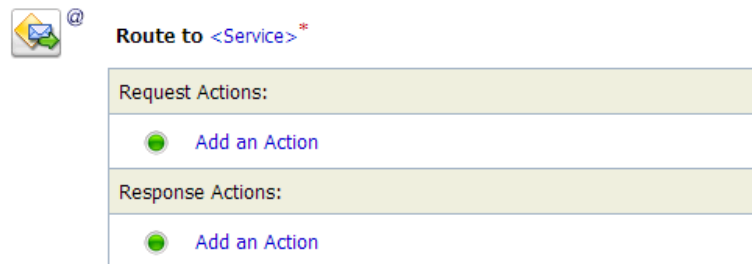 @
Route to <Service>*
Request Actions:
Add an Action
Response Actions:
Add an Action